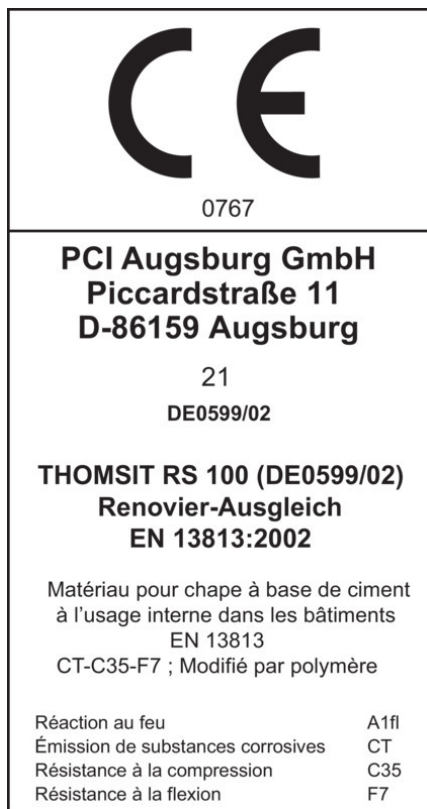 CE
0767
PCI Augsburg GmbH
Piccardstraße 11
D-86159 Augsburg
21
DE0599/02
THOMSIT RS 100 (DE0599/02)
Renovier-Ausgleich
EN 13813:2002
Matériau pour chape à base de ciment
à l’usage interne dans les bâtiments
EN 13813
CT-C35-F7 ; Modifié par polymère
Réaction au feu A1fl
Émission de substances corrosives CT
Résistance à la compression C35
Résistance à la flexion F7